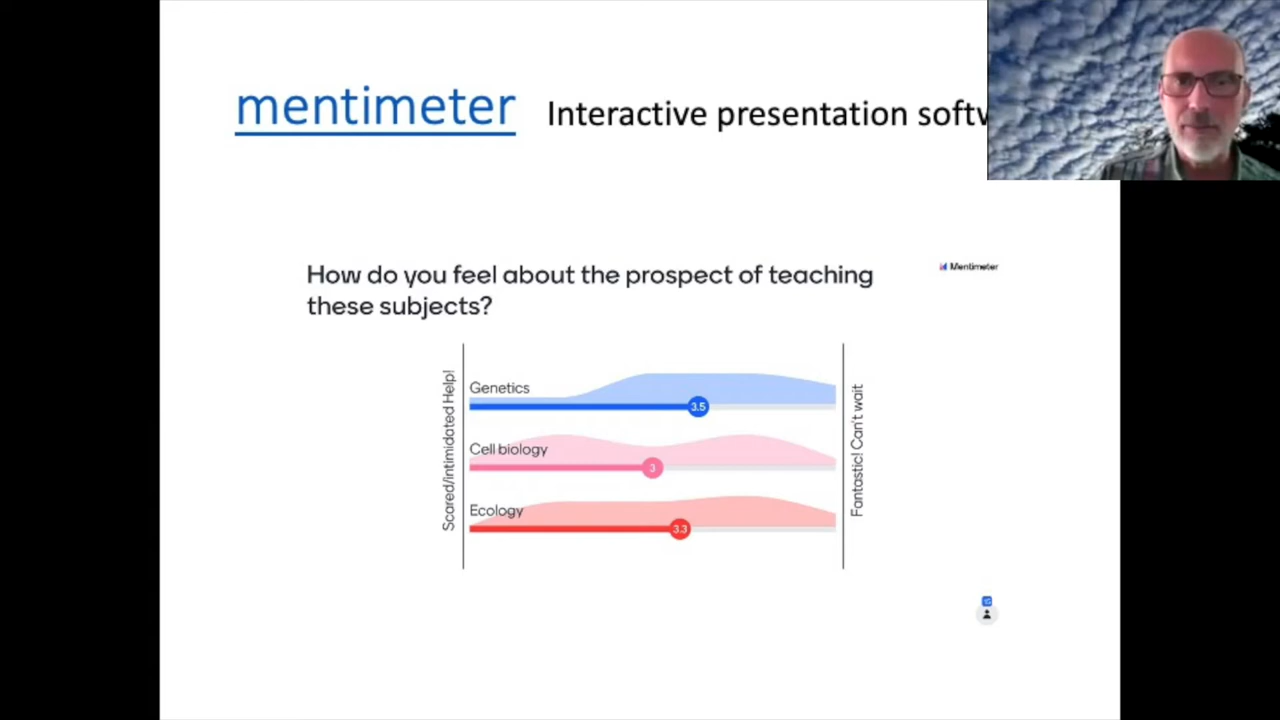 mentimeter Interactive presentation softw
How do you feel about the prospect of teaching
these subjects?
Mentimeter
Scared/intimidated Help!
Genetics
3.5
Cell biology
3
Ecology
3.3
Fantastic! Can't wait